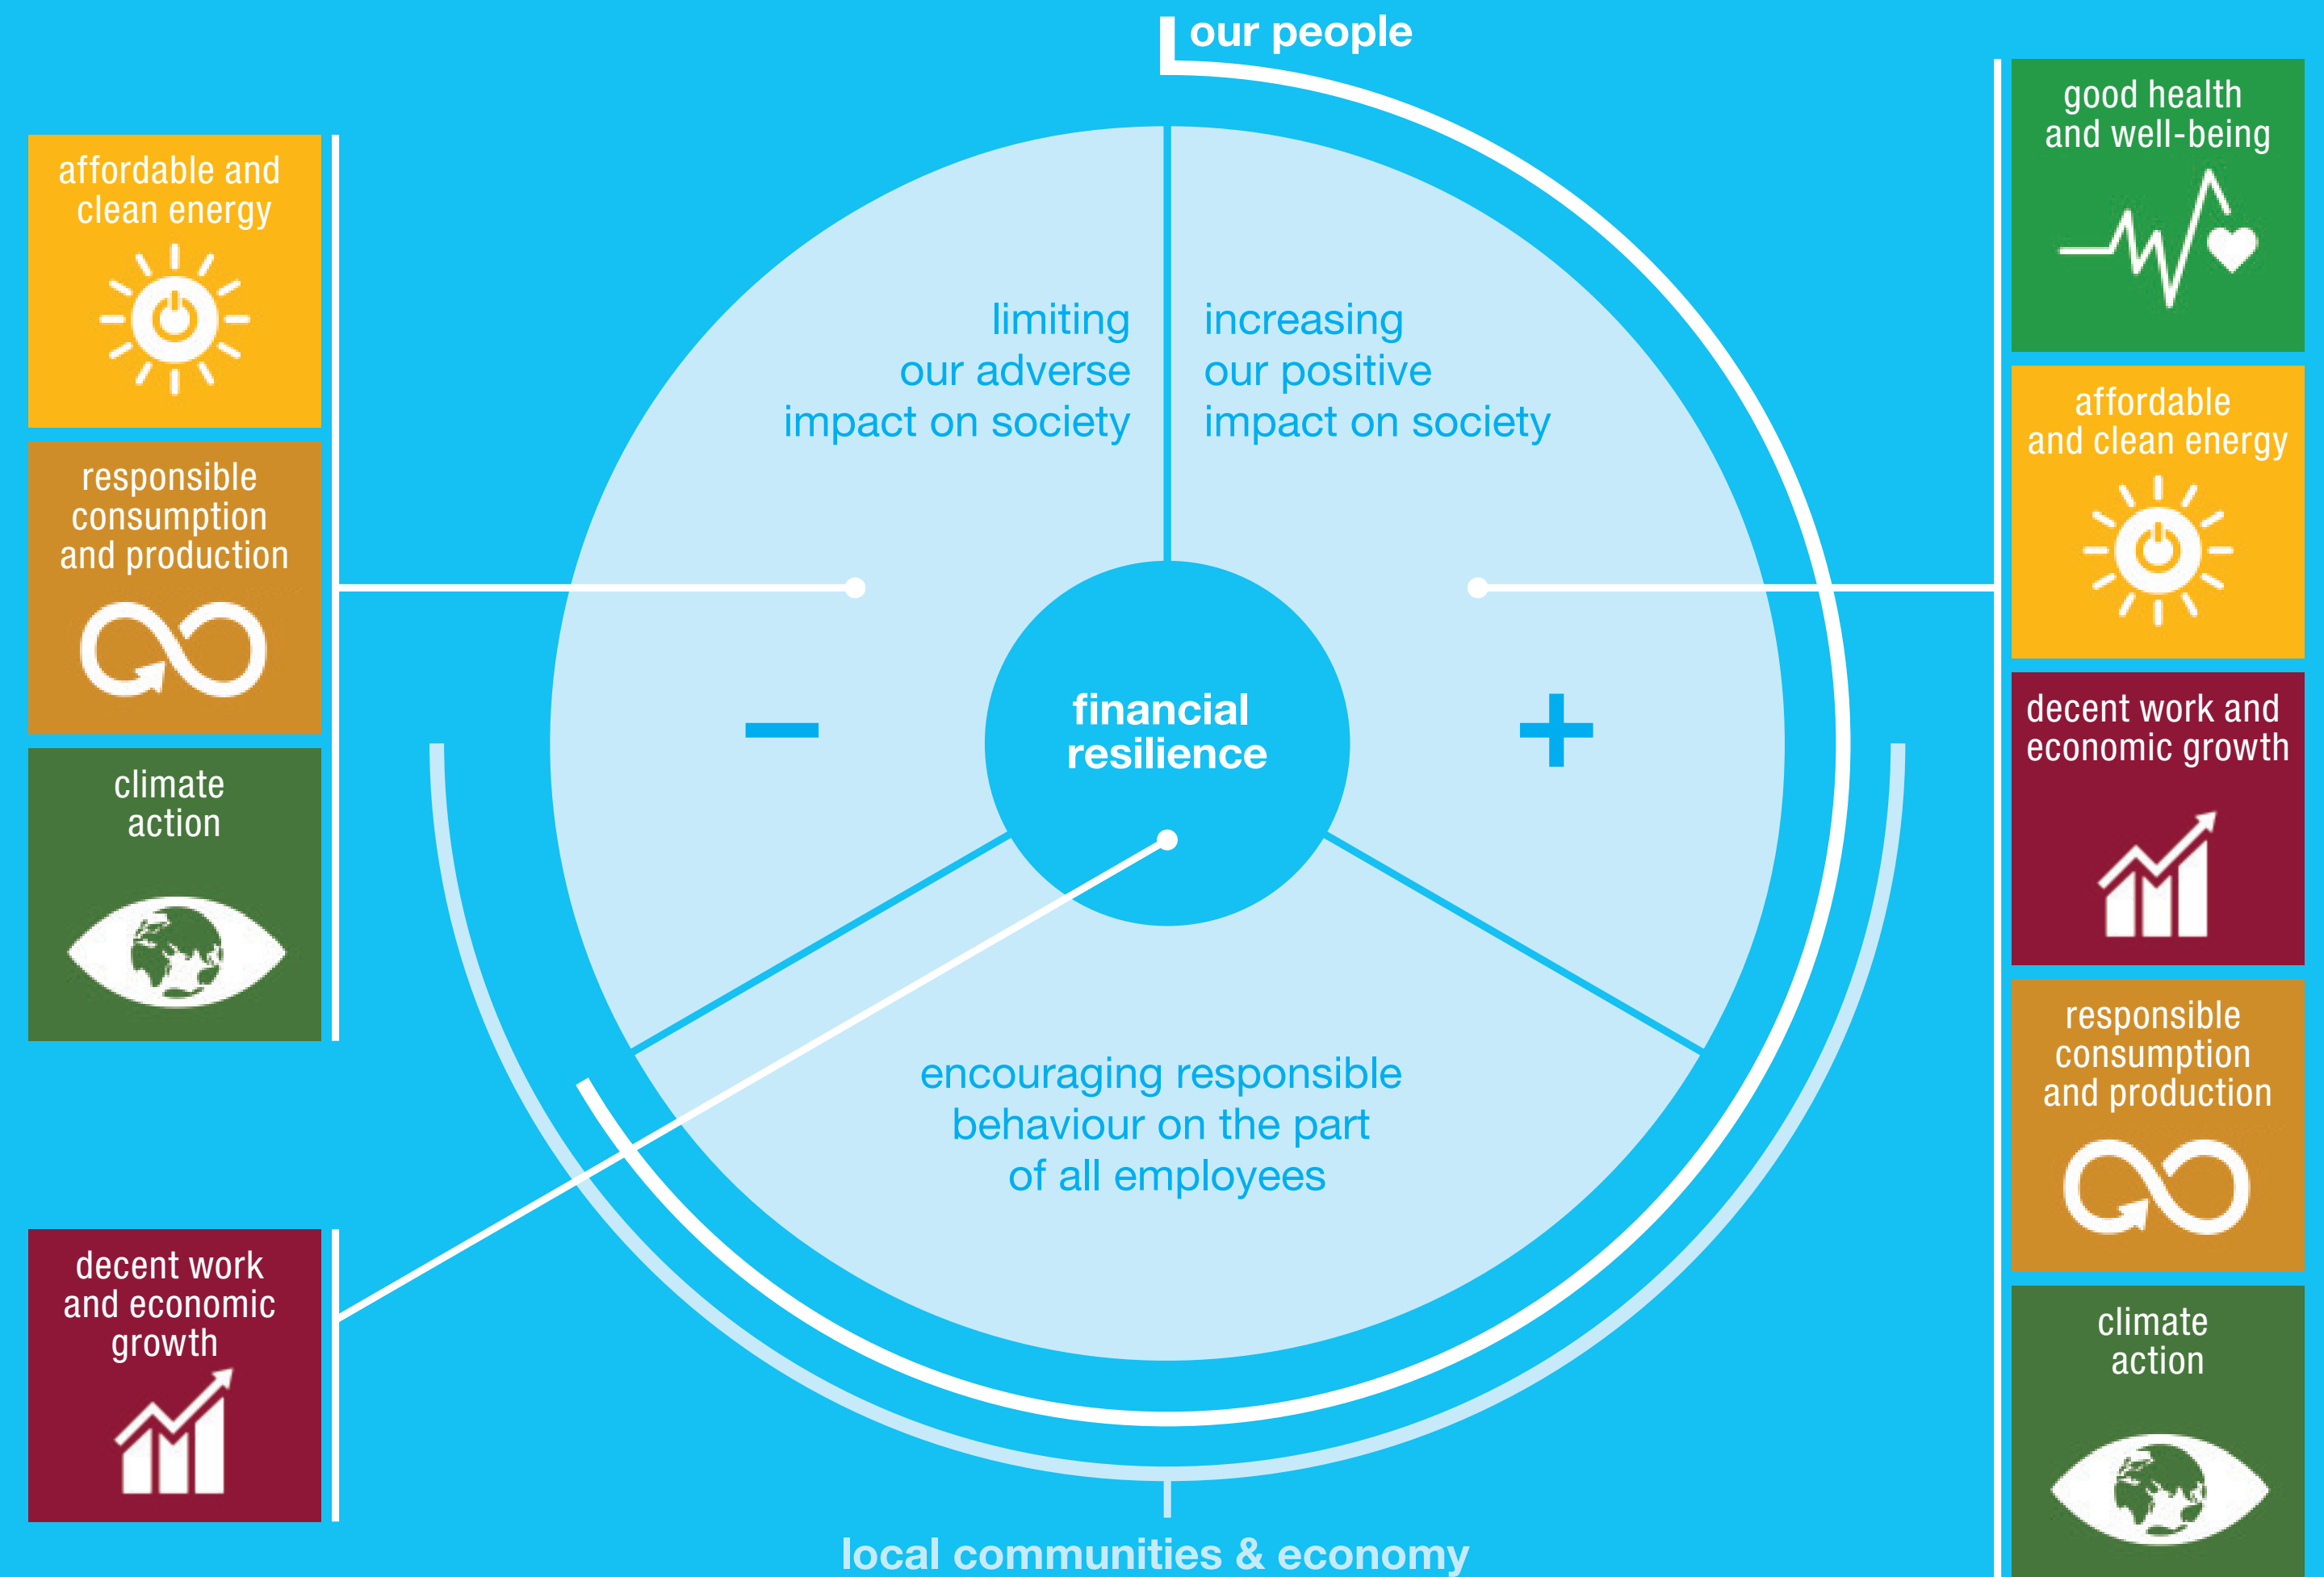 our people
affordable and
clean energy
responsible
consumption
and production
climate
action
decent work
and economic
growth
limiting
our adverse
impact on society
increasing
our positive
impact on society
–
financial
resilience
+
encouraging responsible
behaviour on the part
of all employees
local communities & economy
good health
and well-being
affordable
and clean energy
decent work and
economic growth
responsible
consumption
and production
climate
action